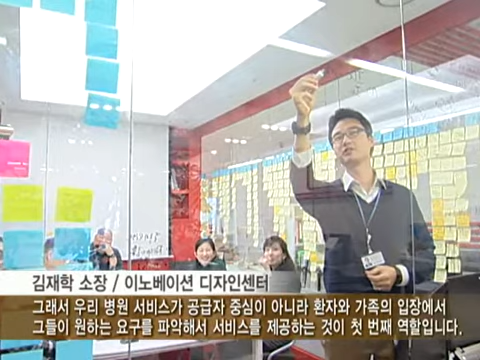 김재학 소장 / 이노베이션 디자인센터
그래서 우리 병원 서비스가 공급자 중심이 아니라 환자와 가족의 입장에서
그들이 원하는 요구를 파악해서 서비스를 제공하는 것이 첫 번째 역할입니다.